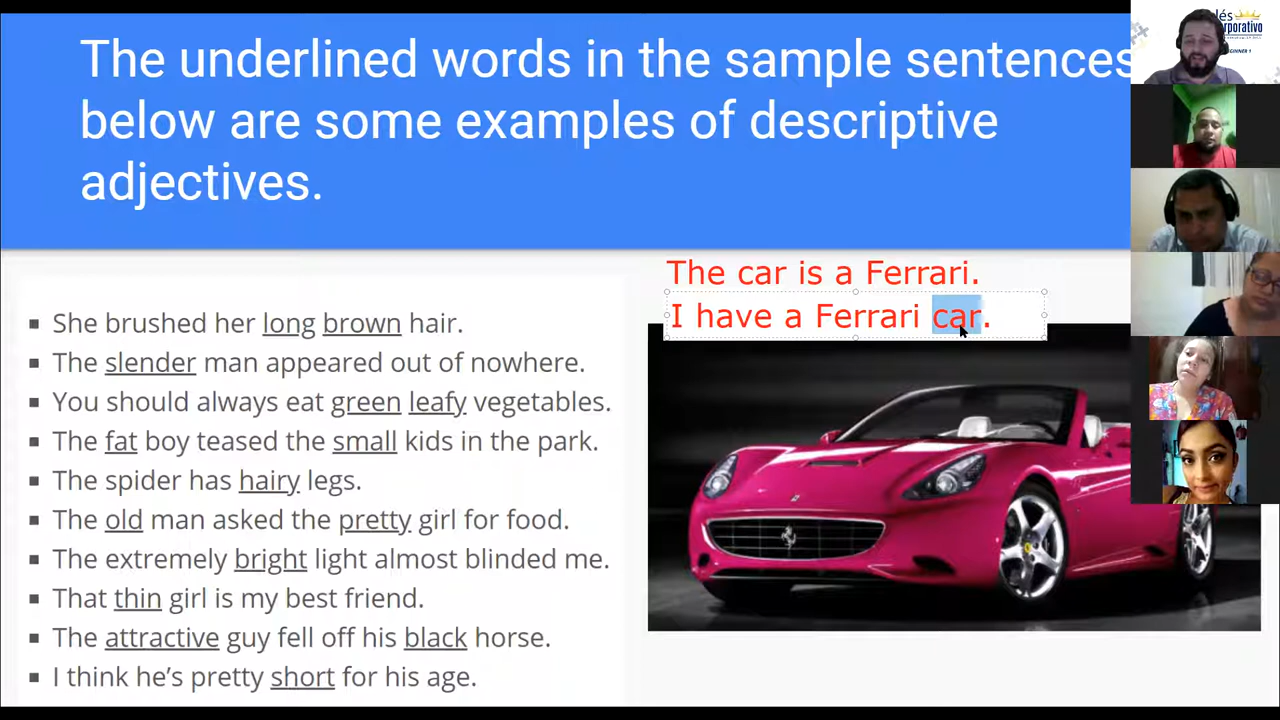 The underlined words in the sample sentences
below are some examples of descriptive
adjectives.
The car is a Ferrari.
I have a Ferrari car.
She brushed her long brown hair.
The slender man appeared out of nowhere.
You should always eat green leafy vegetables.
The fat boy teased the small kids in the park.
The spider has hairy legs.
The old man asked the pretty girl for food.
The extremely bright light almost blinded me.
That thin girl is my best friend.
The attractive guy fell off his black horse.
I think he's pretty short for his age.